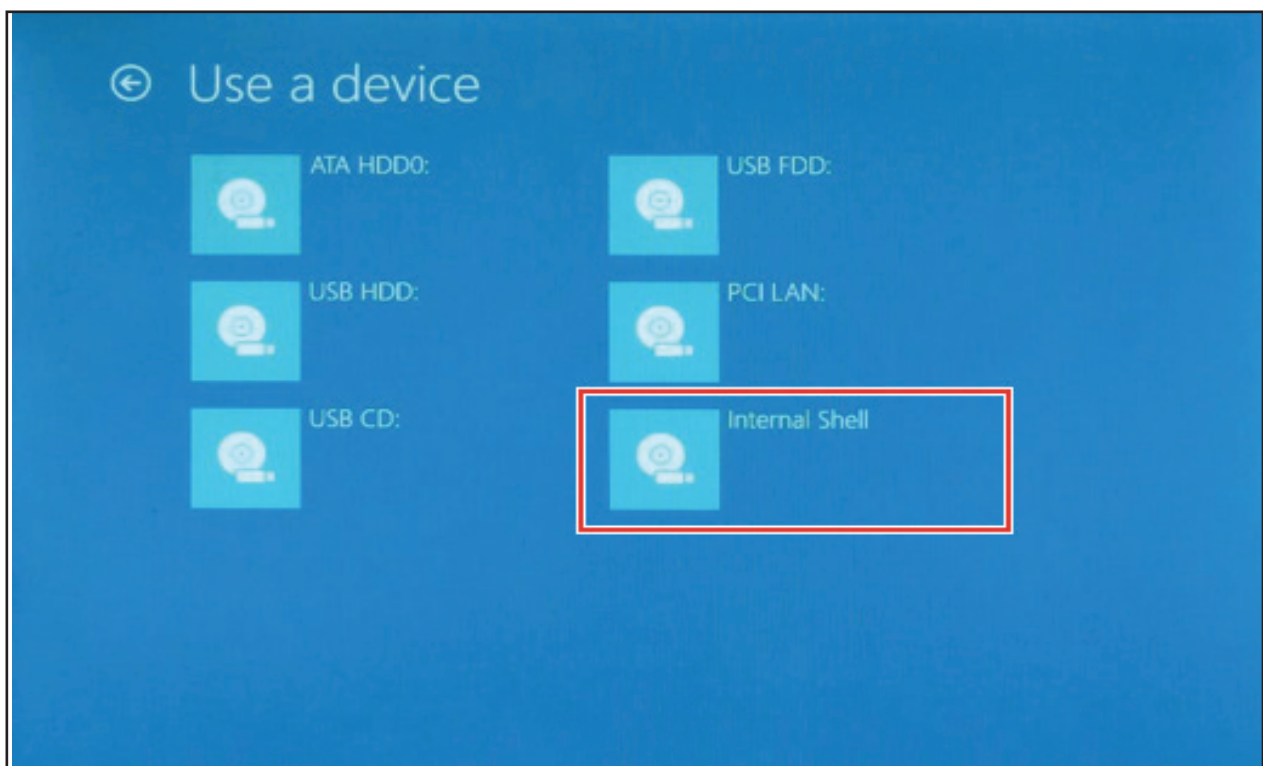 Use a device
ATA HDD0:
USB FDD:
USB HDD:
PCI LAN:
USB CD:
Internal Shell